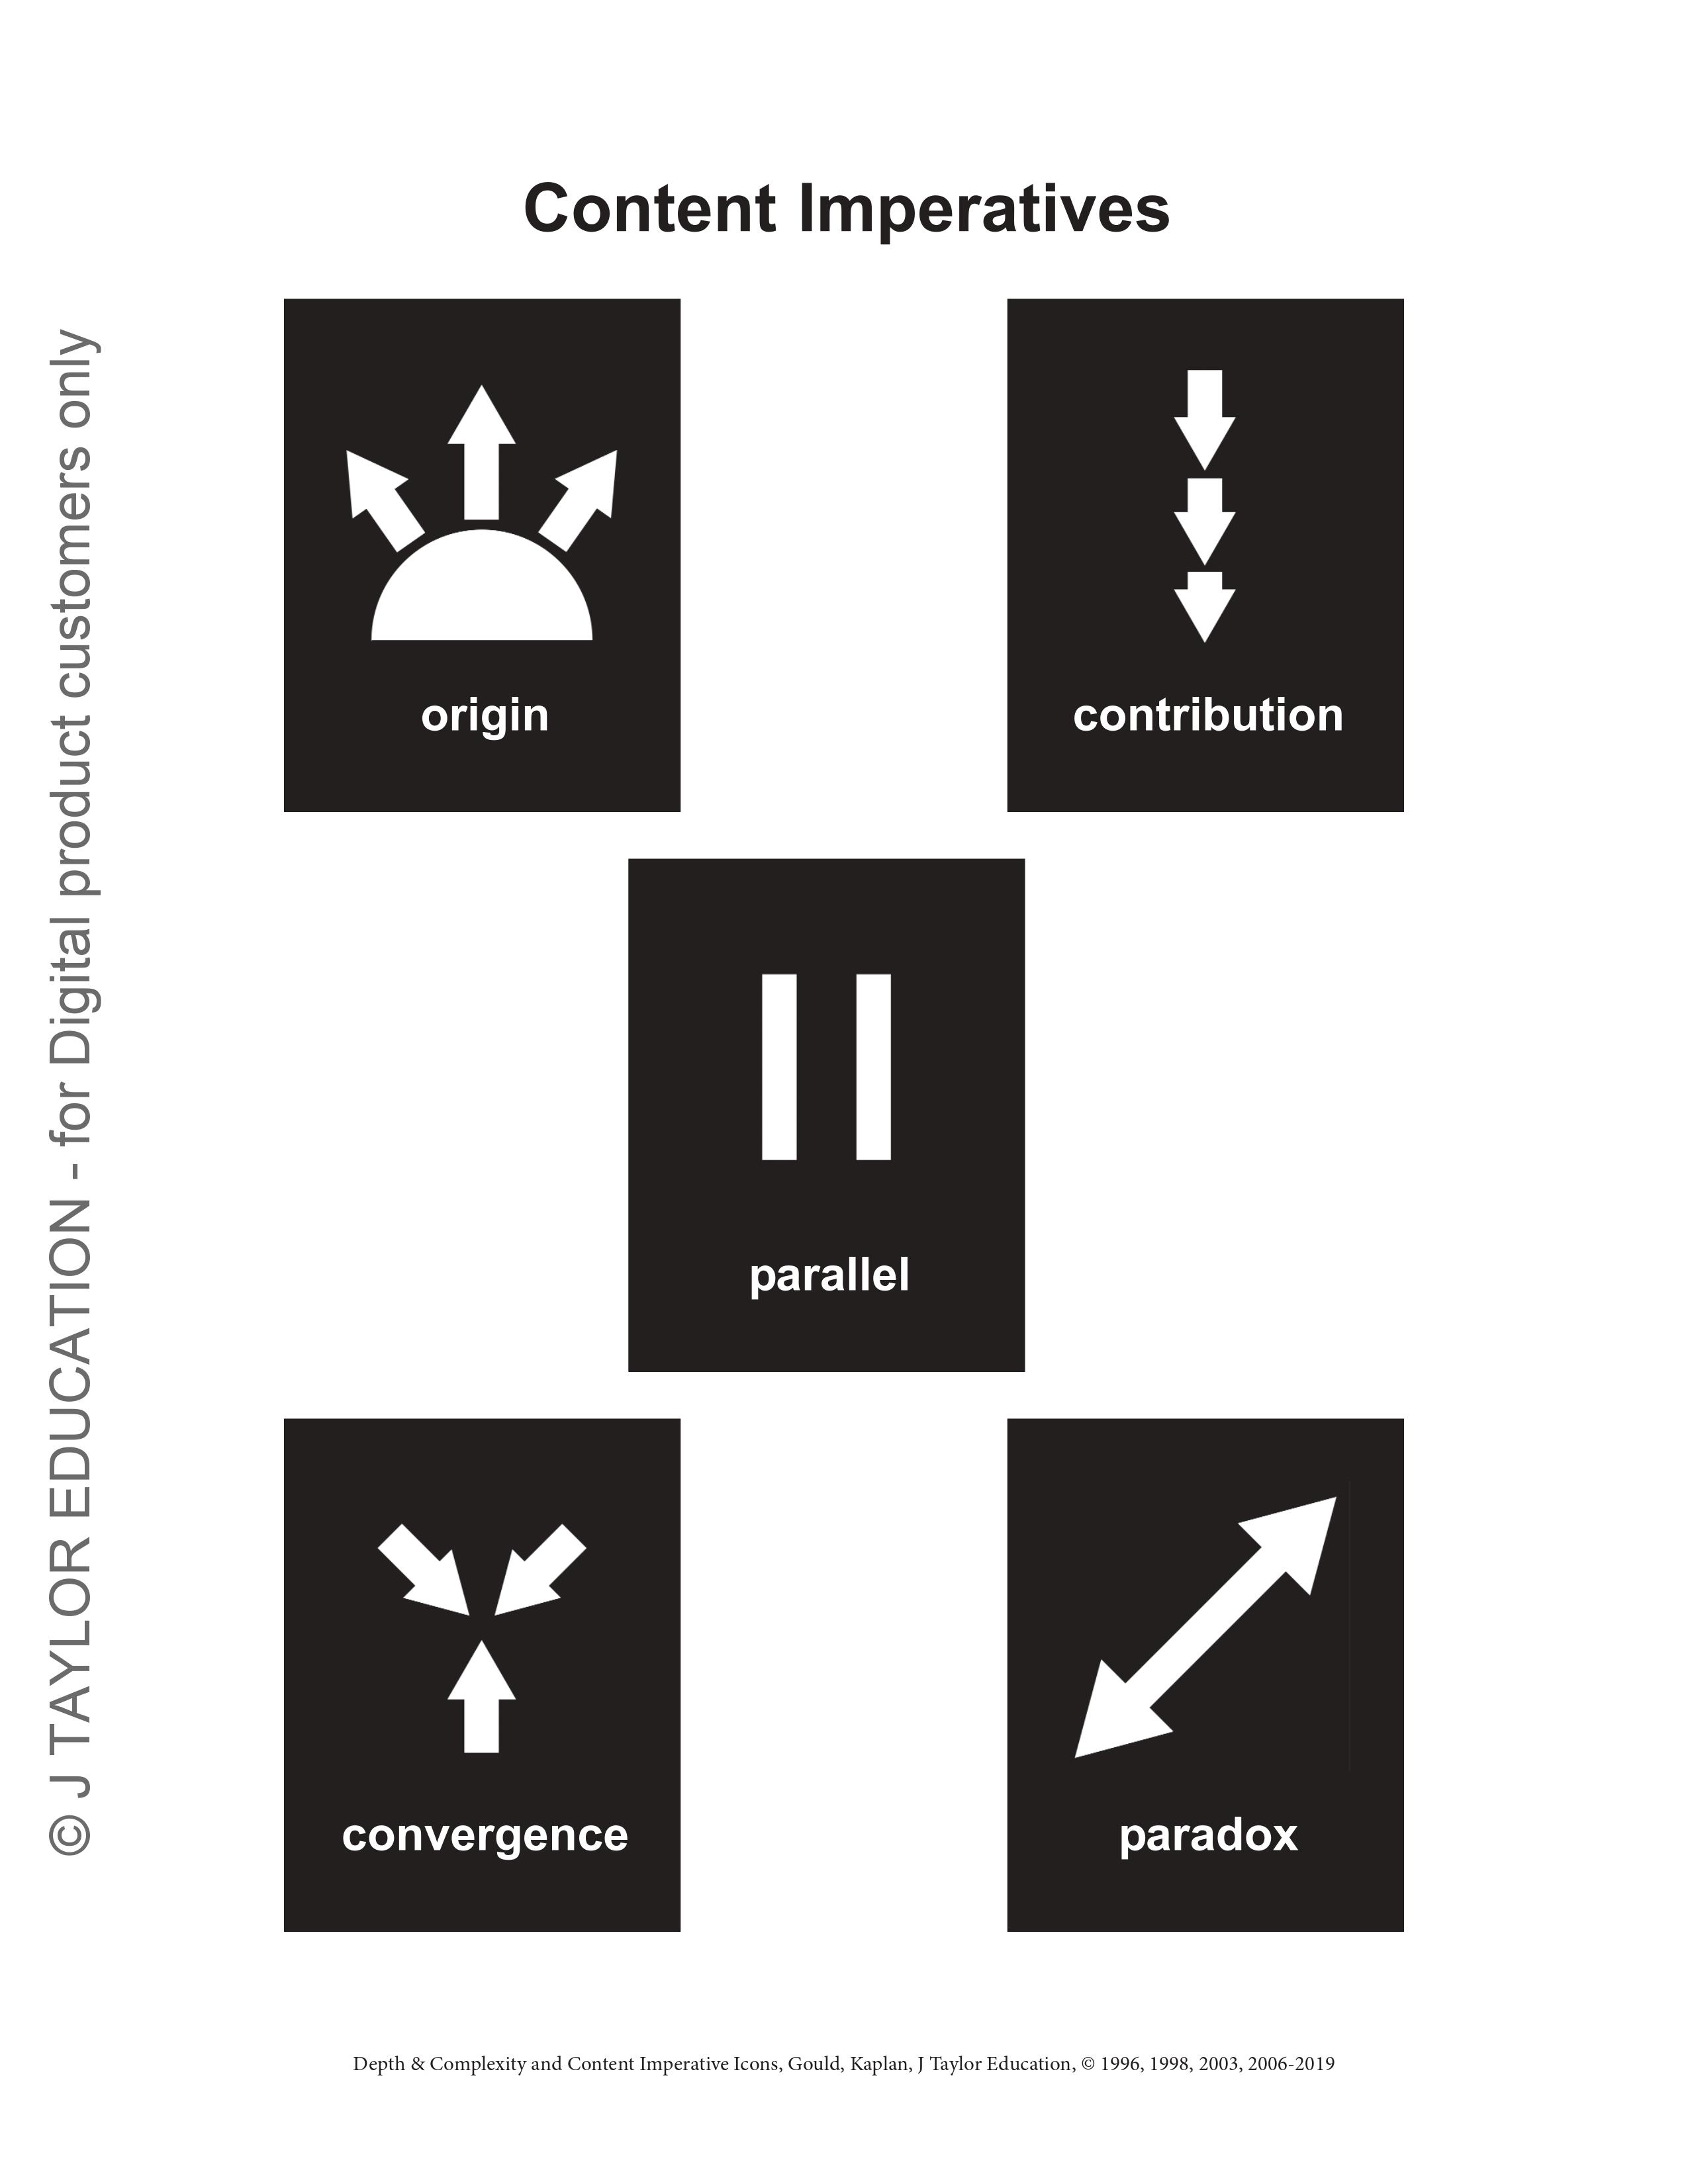 Content Imperatives
origin
contribution
parallel
convergence
paradox
© J TAYLOR EDUCATION - for Digital product customers only
Depth & Complexity and Content Imperative Icons, Gould, Kaplan, J Taylor Education, © 1996, 1998, 2003, 2006-2019